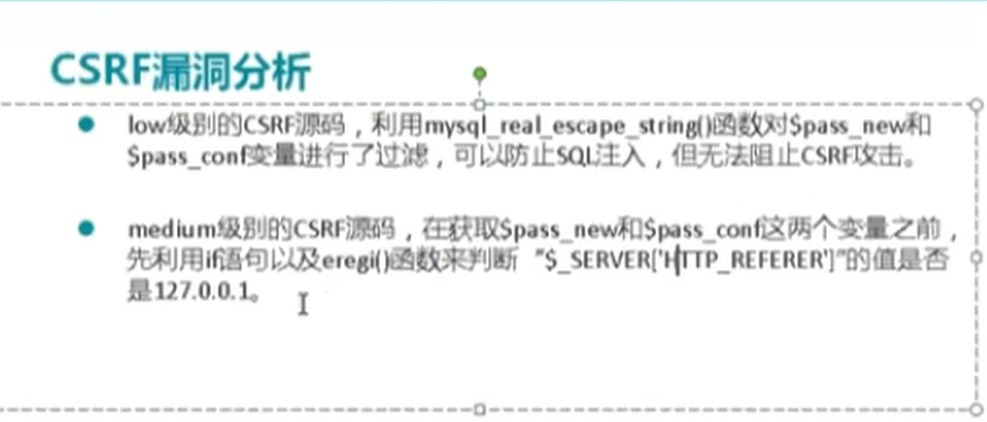 CSRF漏洞分析
low级别的CSRF源码，利用mysql_real_escape_string()函数对$pass_new和
$pass_conf变量进行了过滤，可以防止SQL注入，但无法阻止CSRF攻击。
medium级别的CSRF源码，在获取$pass_new和$pass_conf这两个变量之前，
先利用if语句以及eregi()函数来判断 "$_SERVER['HTTP_REFERER']"的值是否
是127.0.0.1。